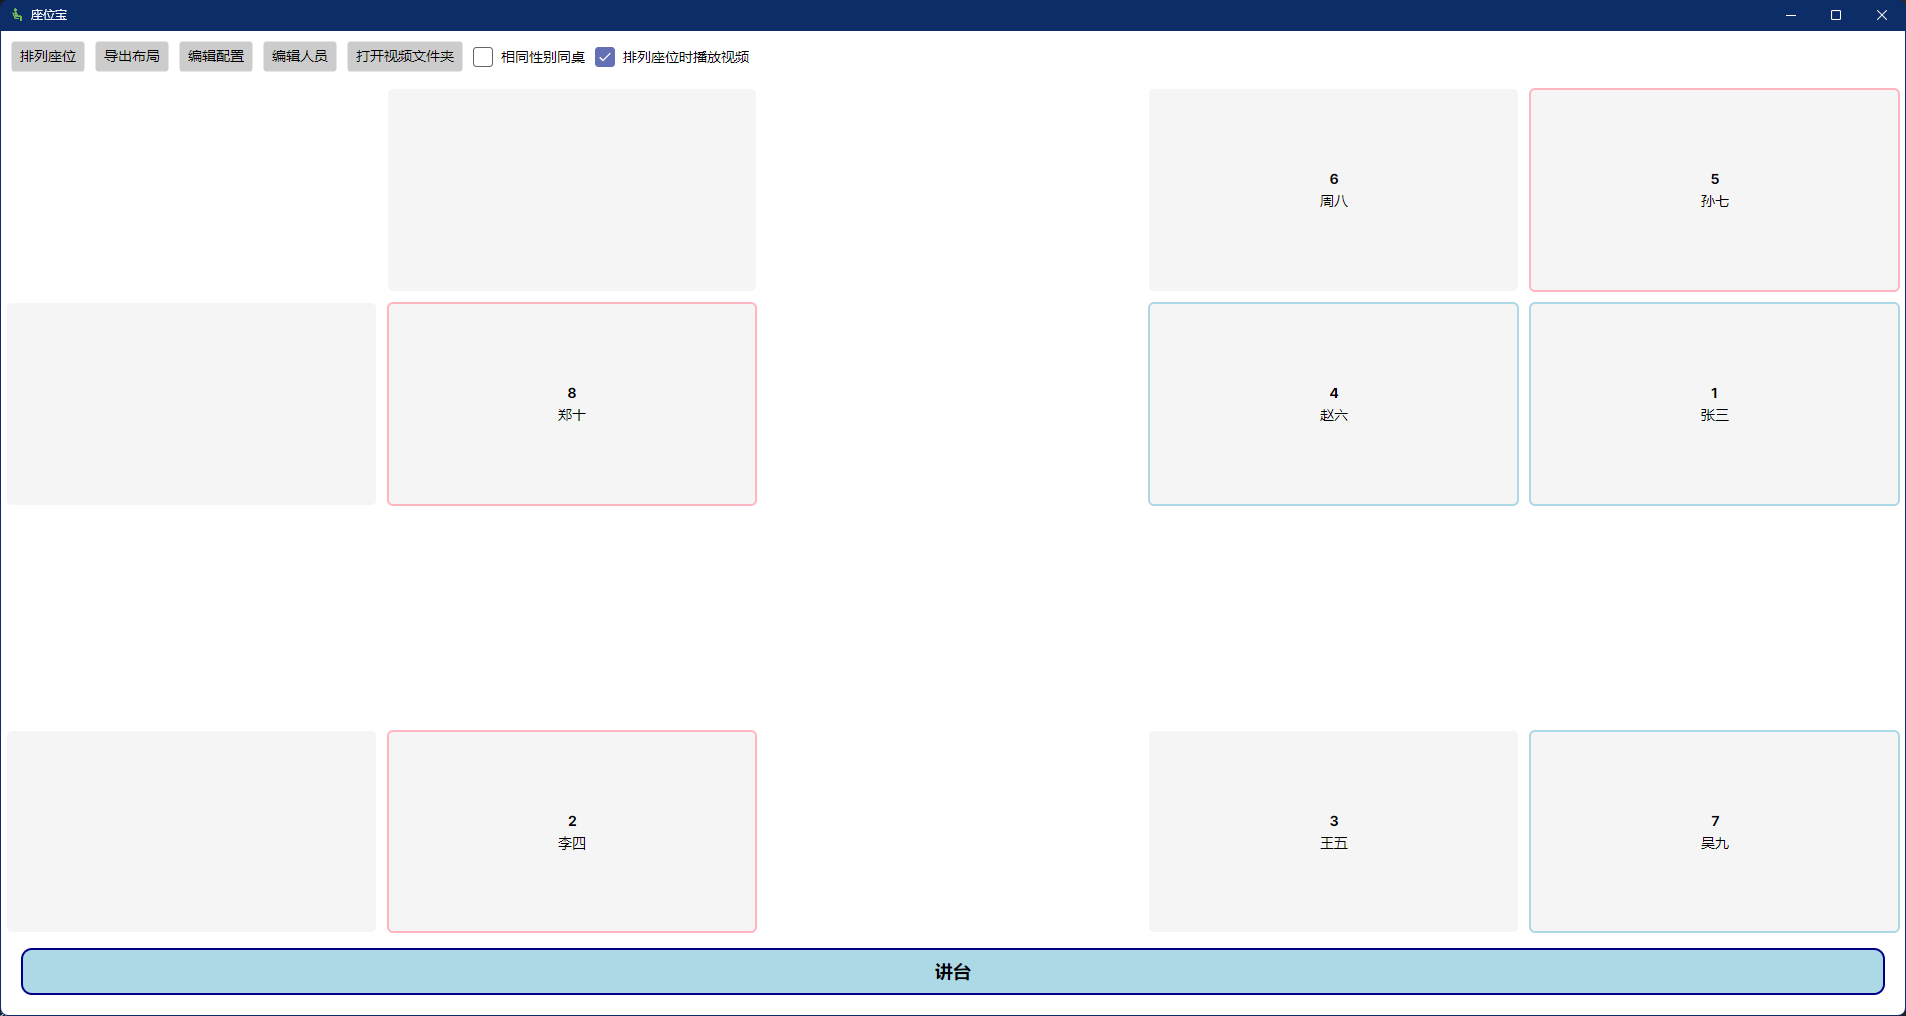 座位宝
排列座位 导出布局 编辑配置 编辑人员 打开视频文件夹 相同性别同桌 排列座位时播放视频
6
周八
5
孙七
8
郑十
4
赵六
1
张三
2
李四
3
王五
7
吴九
讲台